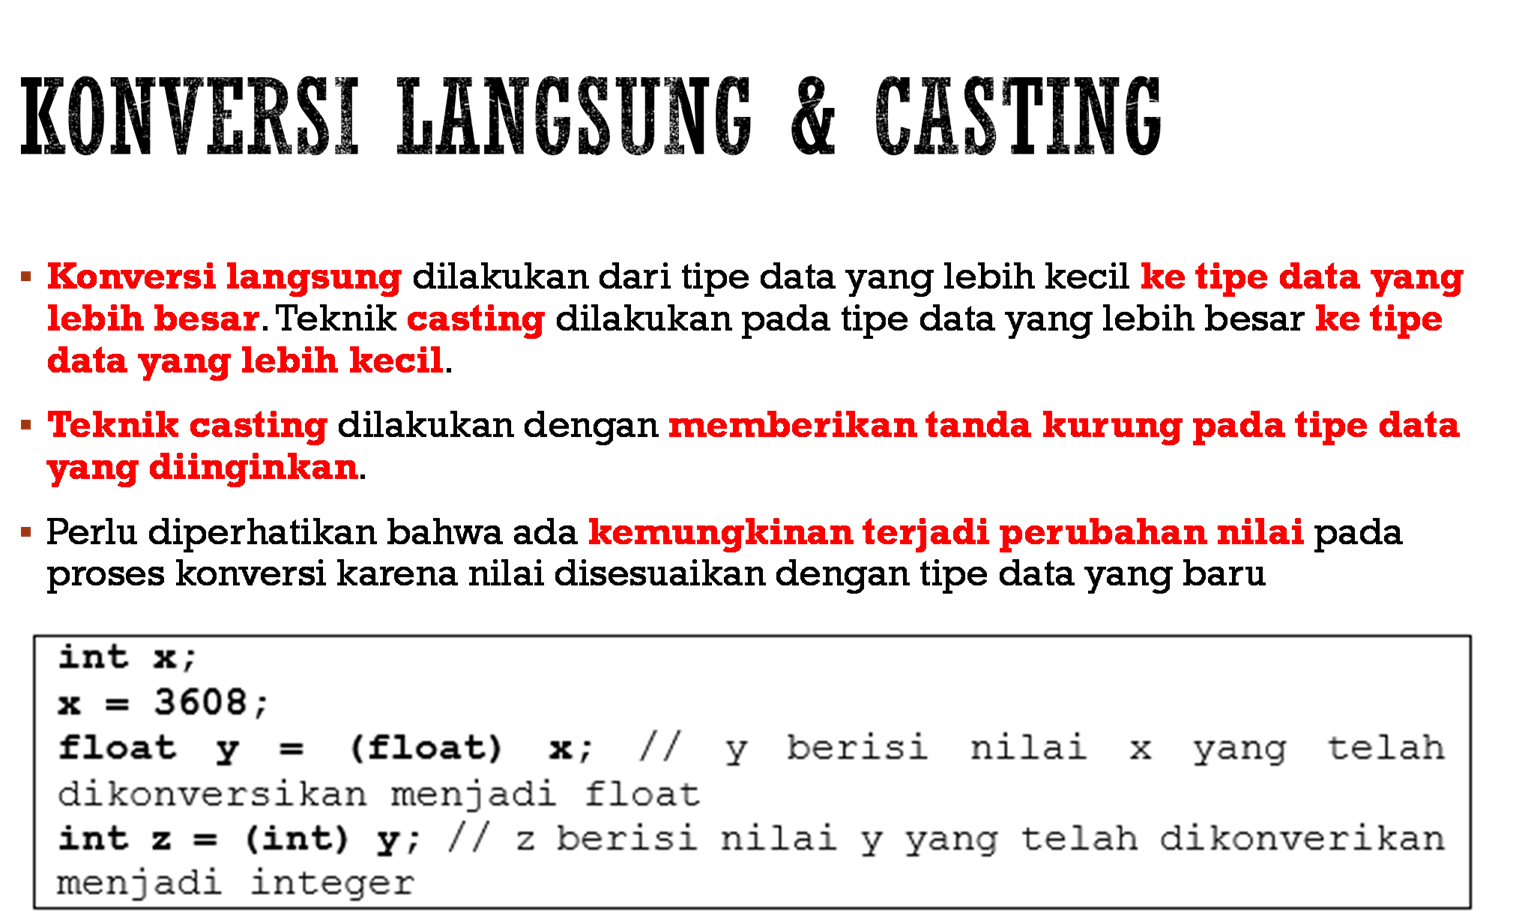 KONVERSI LANGSUNG & CASTING
▪ Konversi langsung dilakukan dari tipe data yang lebih kecil ke tipe data yang
lebih besar. Teknik casting dilakukan pada tipe data yang lebih besar ke tipe
data yang lebih kecil.
▪ Teknik casting dilakukan dengan memberikan tanda kurung pada tipe data
yang diinginkan.
▪ Perlu diperhatikan bahwa ada kemungkinan terjadi perubahan nilai pada
proses konversi karena nilai disesuaikan dengan tipe data yang baru
int x;
x = 3608;
float y = (float) x; // y berisi nilai x yang telah
dikonversikan menjadi float
int z = (int) y; // z berisi nilai y yang telah dikonverikan
menjadi integer